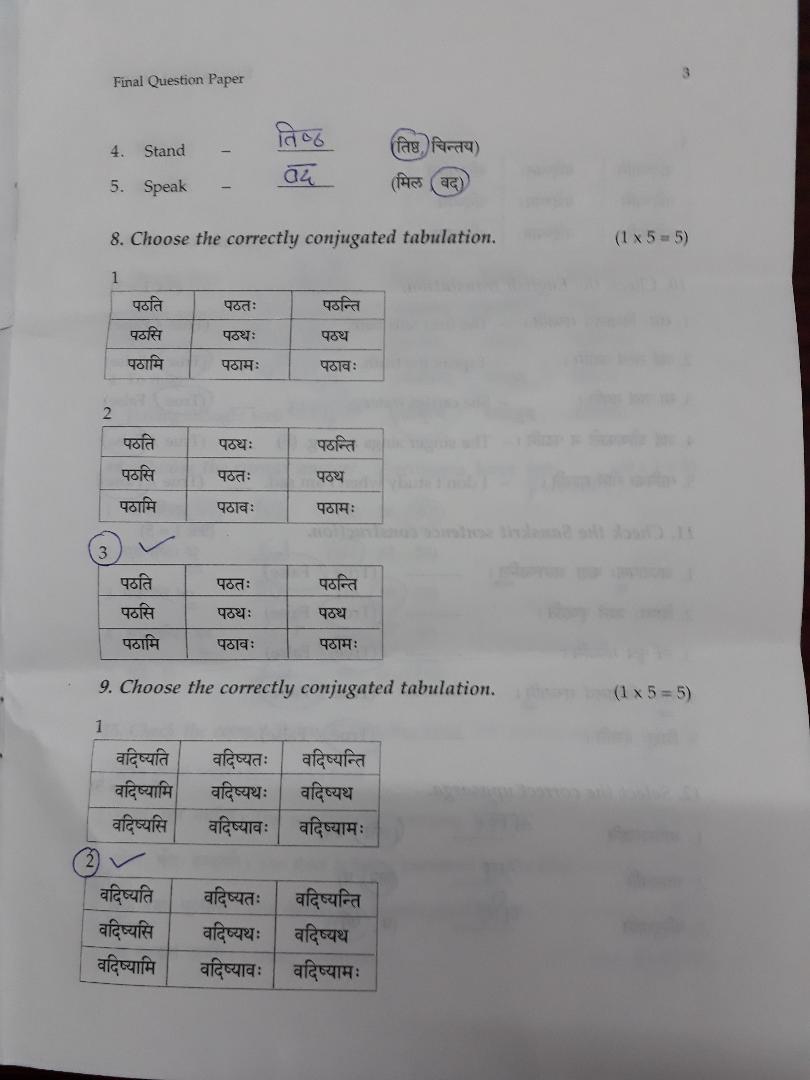 Final Question Paper 3
4. Stand – तिष्ठ (तिष्ठ, चिन्तय)
5. Speak – वद (मिल वद)
8. Choose the correctly conjugated tabulation. (1 x 5 = 5)
1
पठति पठतः पठन्ति
पठसि पठथः पठथ
पठामि पठामः पठावः
2
पठति पठथः पठन्ति
पठसि पठतः पठथ
पठामि पठावः पठामः
3
पठति पठतः पठन्ति
पठसि पठथः पठथ
पठामि पठावः पठामः
9. Choose the correctly conjugated tabulation. (1 x 5 = 5)
1
वदिष्यति वदिष्यतः वदिष्यन्ति
वदिष्यामि वदिष्यथः वदिष्यथ
वदिष्यसि वदिष्यावः वदिष्यामः
2
वदिष्यति वदिष्यतः वदिष्यन्ति
वदिष्यसि वदिष्यथः वदिष्यथ
वदिष्यामि वदिष्यावः वदिष्यामः